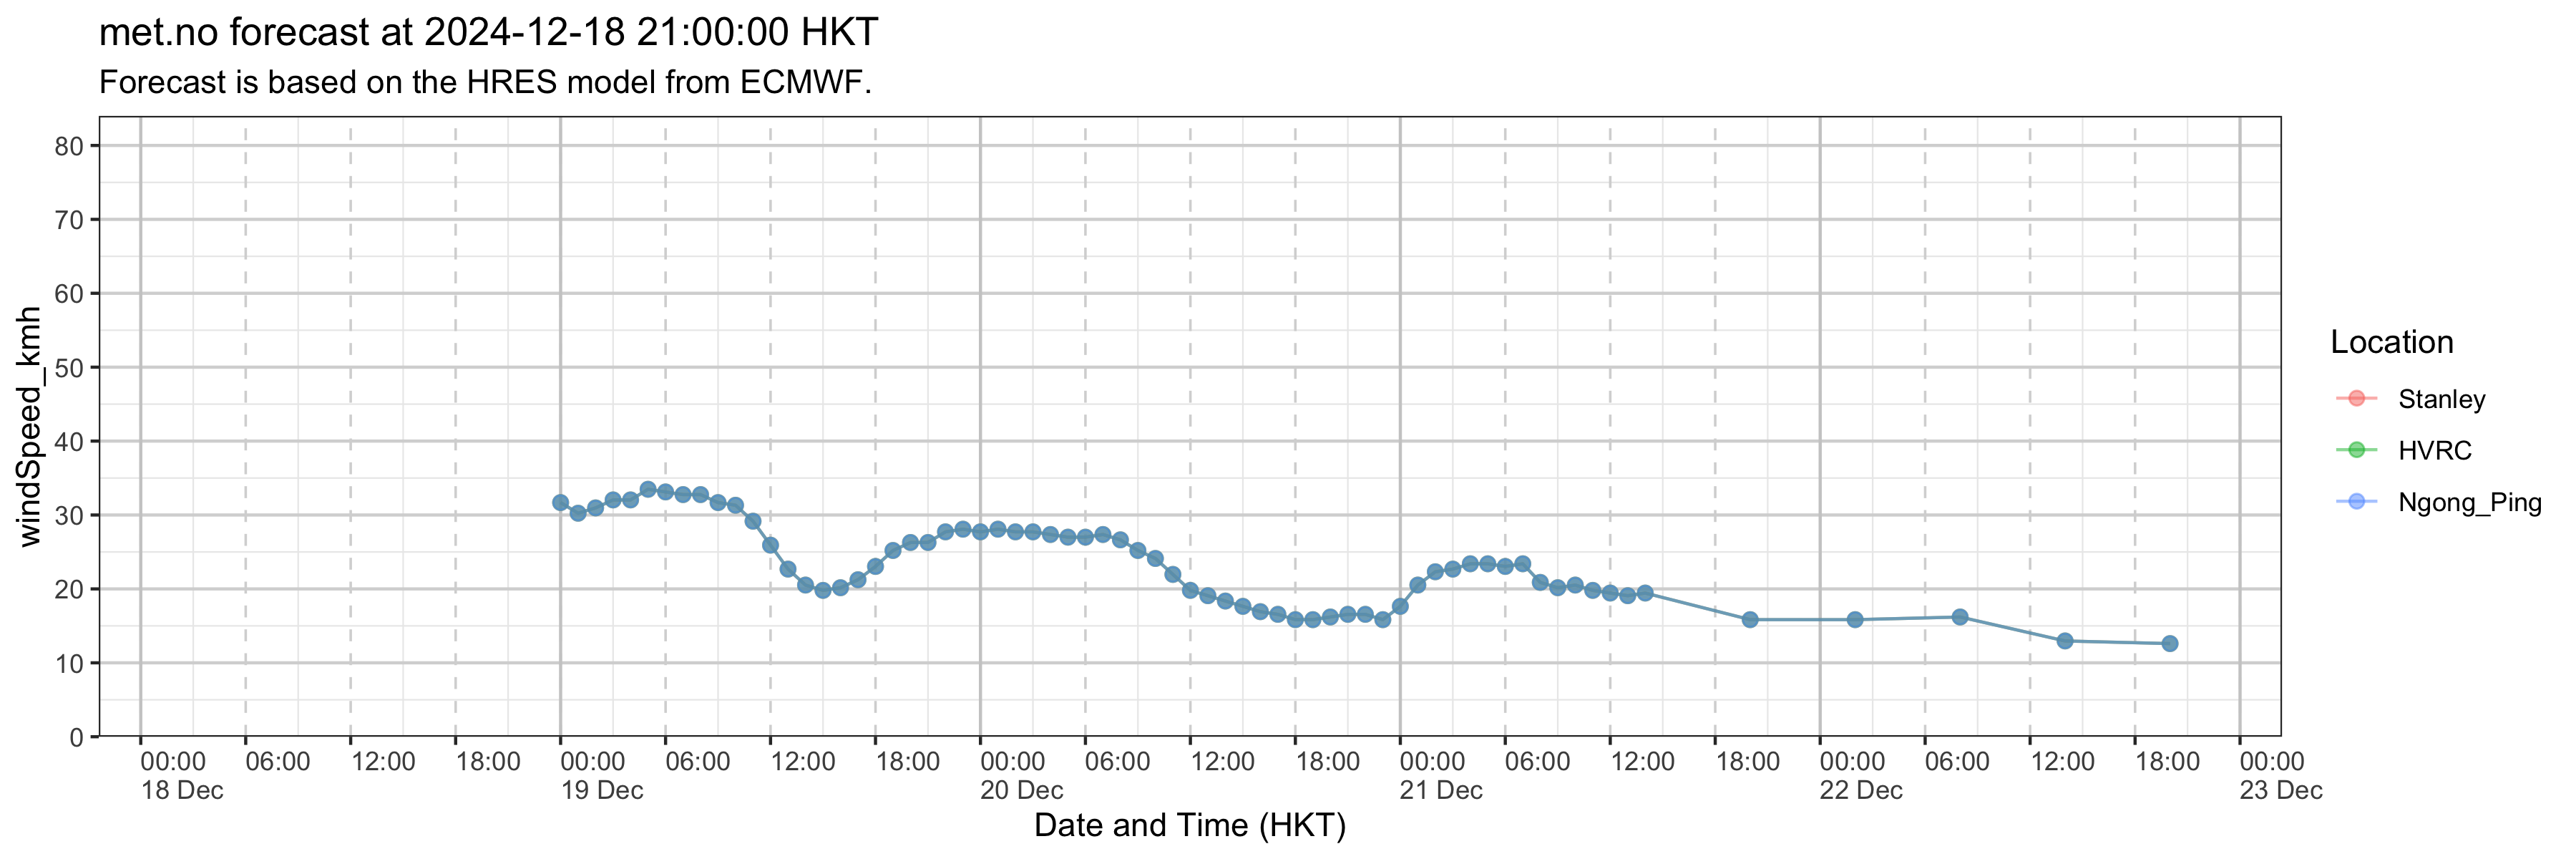 met.no forecast at 2024-12-18 21:00:00 HKT
Forecast is based on the HRES model from ECMWF.
windSpeed_kmh
80
70
60
50
40
30
20
10
0
00:00 06:00 12:00 18:00 00:00 06:00 12:00 18:00 00:00 06:00 12:00 18:00 00:00 06:00 12:00 18:00 00:00 06:00 12:00 18:00 00:00
18 Dec 19 Dec 20 Dec 21 Dec 22 Dec 23 Dec
Date and Time (HKT)
Location
Stanley
HVRC
Ngong_Ping